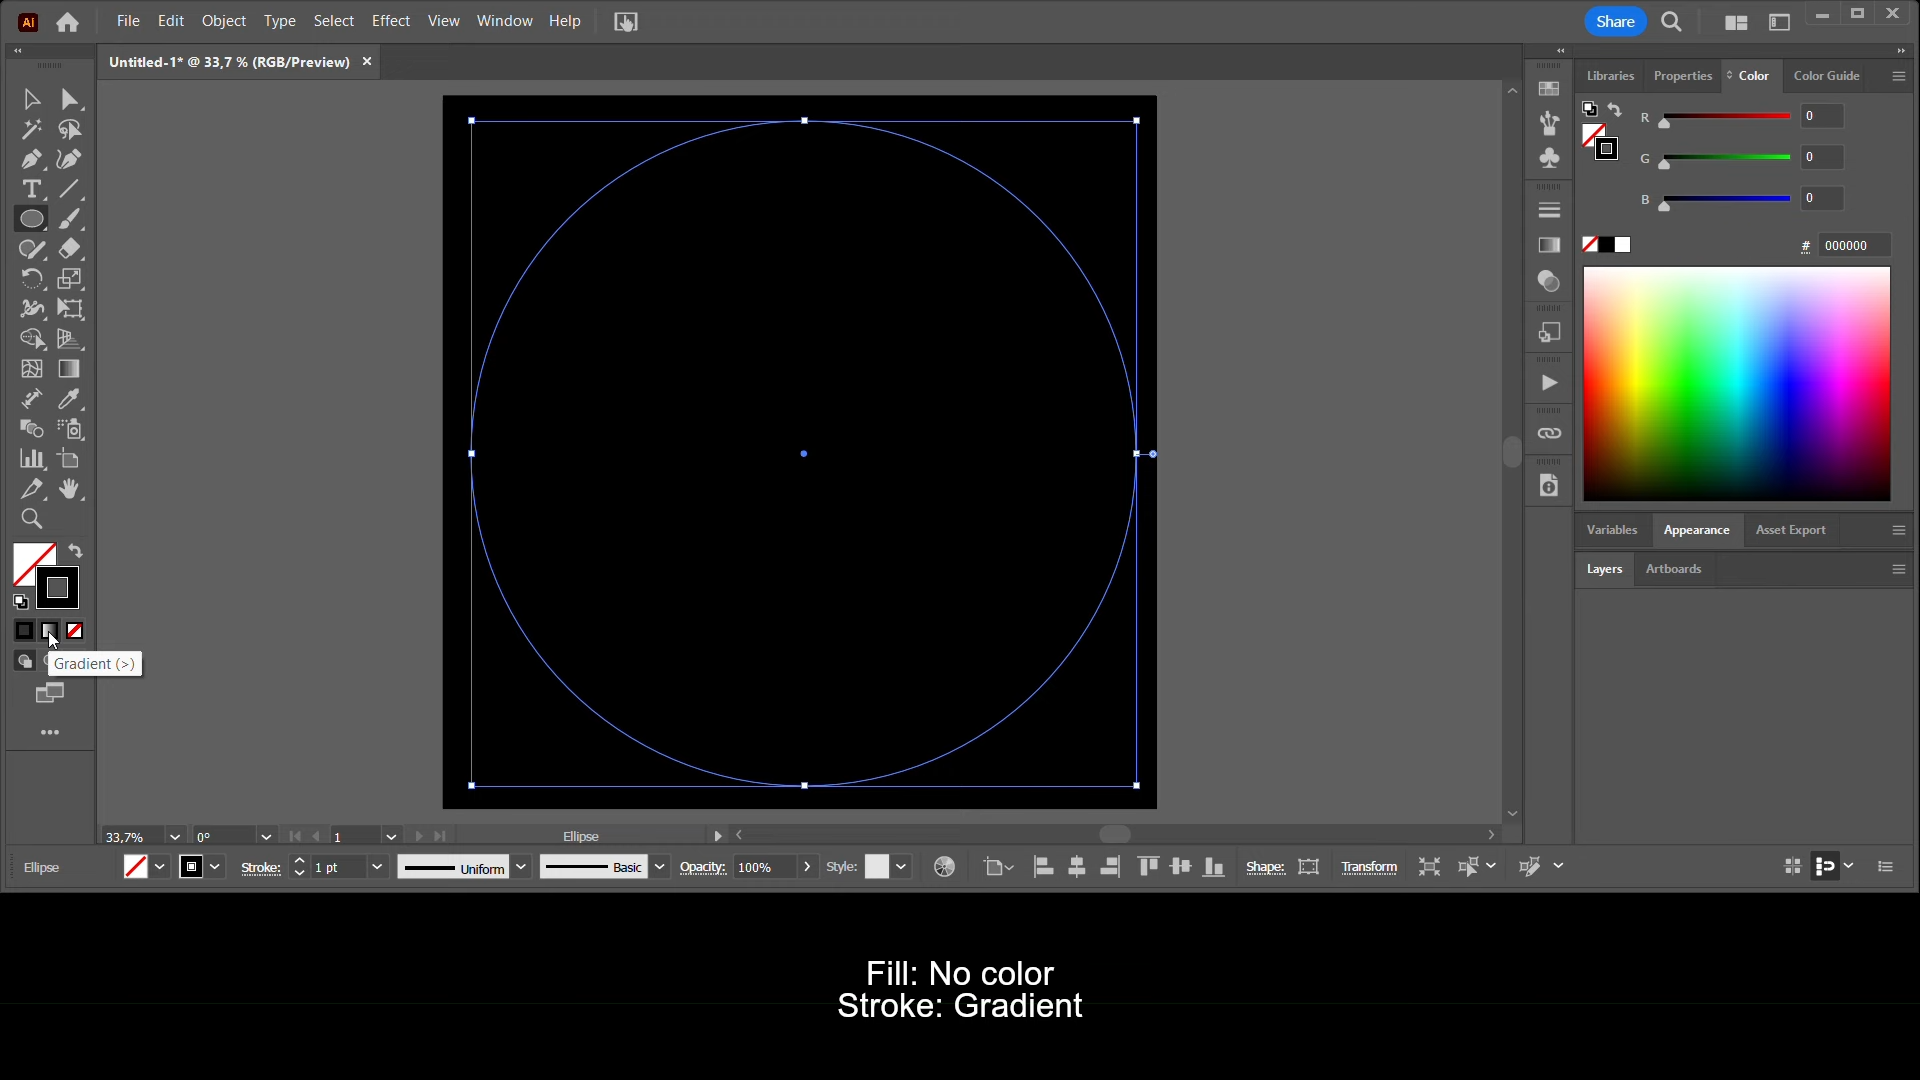 Ai File Edit Object Type Select Effect View Window Help Share
Untitled-1* @ 33,7 % (RGB/Preview) ×
Libraries Properties Color Color Guide
R 0
G 0
B 0
# 000000
Variables Appearance Asset Export
Layers Artboards
T
Gradient (>)
33,7% 0° 1 Ellipse
Ellipse Stroke: 1 pt Uniform Basic Opacity: 100% Style: Shape: Transform
Fill: No color
Stroke: Gradient